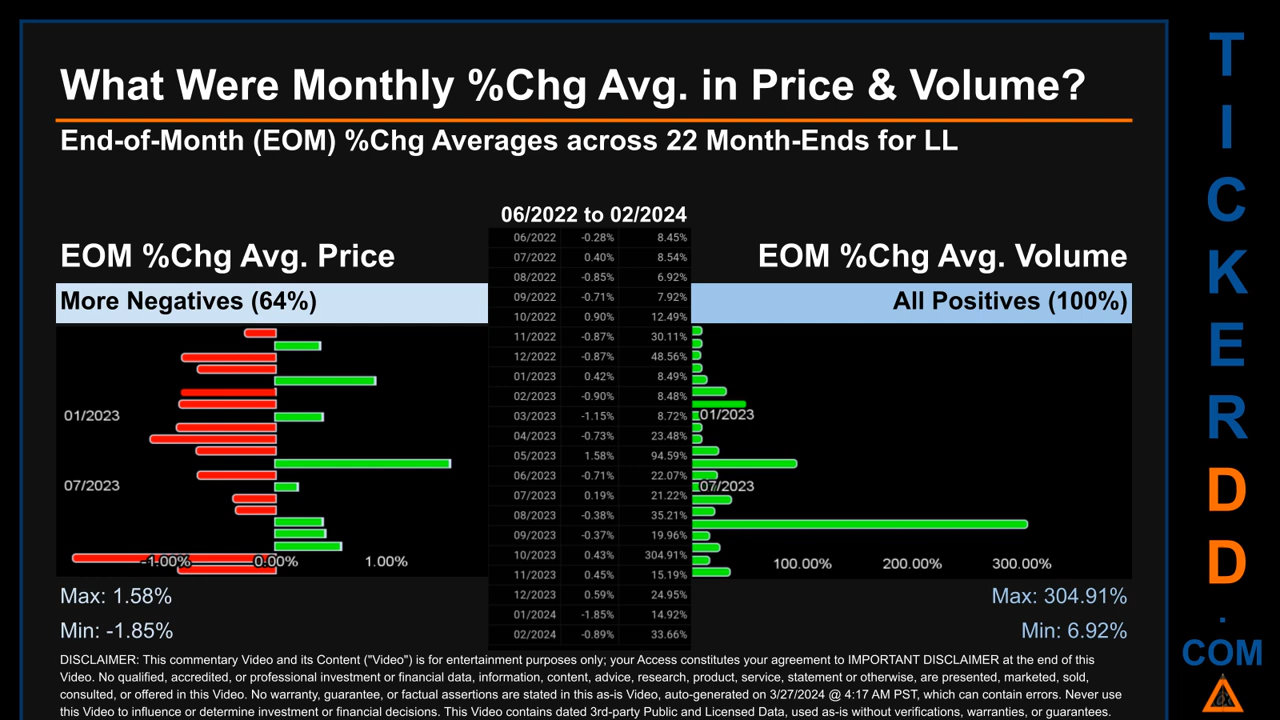 What Were Monthly %Chg Avg. in Price & Volume?
End-of-Month (EOM) %Chg Averages across 22 Month-Ends for LL
06/2022 to 02/2024
EOM %Chg Avg. Price
EOM %Chg Avg. Volume
More Negatives (64%)
All Positives (100%)
06/2022 -0.28% 8.45%
07/2022 0.40% 8.54%
08/2022 -0.85% 6.92%
09/2022 -0.71% 7.92%
10/2022 0.90% 12.49%
11/2022 -0.87% 30.11%
12/2022 -0.87% 48.56%
01/2023 0.42% 8.49%
02/2023 -0.90% 8.48%
03/2023 -1.15% 8.72%
04/2023 -0.73% 23.48%
05/2023 1.58% 94.59%
06/2023 -0.71% 22.07%
07/2023 0.19% 21.22%
08/2023 -0.38% 35.21%
09/2023 -0.37% 19.96%
10/2023 0.43% 304.91%
11/2023 0.45% 15.19%
12/2023 0.59% 24.95%
01/2024 -1.85% 14.92%
02/2024 -0.89% 33.66%
01/2023
07/2023
-1.00% 0.00% 1.00%
01/2023
07/2023
100.00% 200.00% 300.00%
Max: 1.58%
Min: -1.85%
Max: 304.91%
Min: 6.92%
DISCLAIMER: This commentary Video and its Content ("Video") is for entertainment purposes only; your Access constitutes your agreement to IMPORTANT DISCLAIMER at the end of this
Video. No qualified, accredited, or professional investment or financial data, information, content, advice, research, product, service, statement or otherwise, are presented, marketed, sold,
consulted, or offered in this Video. No warranty, guarantee, or factual assertions are stated in this as-is Video, auto-generated on 3/27/2024 @ 4:17 AM PST, which can contain errors. Never use
this Video to influence or determine investment or financial decisions. This Video contains dated 3rd-party Public and Licensed Data, used as-is without verifications, warranties, or guarantees.
T
I
C
K
E
R
D
D
.
COM